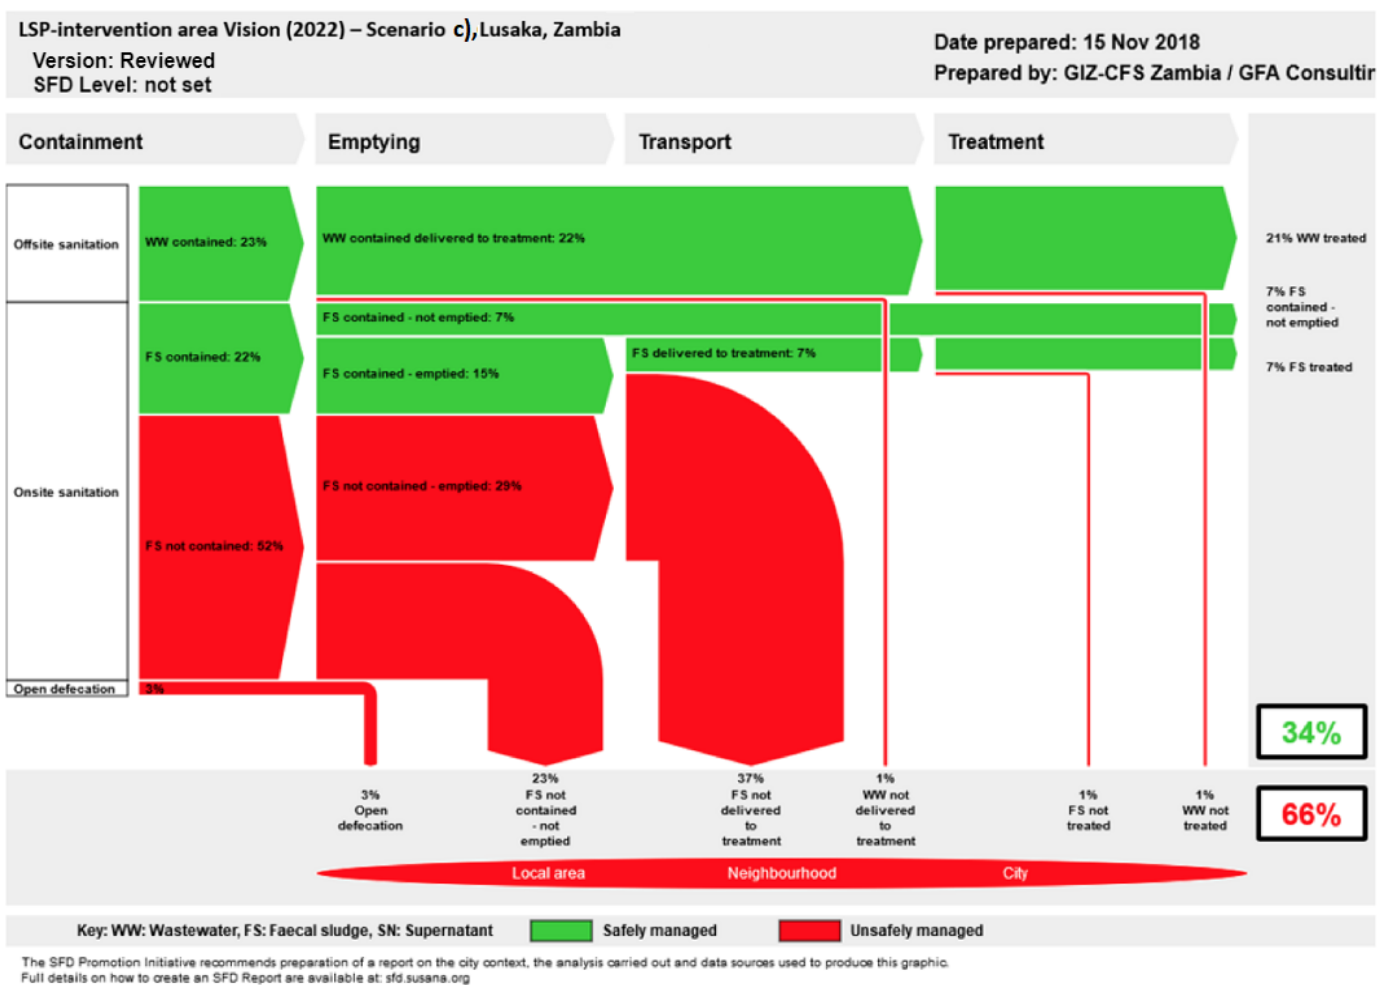 LSP-intervention area Vision (2022) – Scenario c), Lusaka, Zambia
Version: Reviewed
SFD Level: not set
Date prepared: 15 Nov 2018
Prepared by: GIZ-CFS Zambia / GFA Consultin
Containment
Emptying
Transport
Treatment
Offsite sanitation
WW contained: 23%
WW contained delivered to treatment: 22%
21% WW treated
7% FS
contained -
not emptied
FS contained - not emptied: 7%
FS contained: 22%
FS contained - emptied: 15%
FS delivered to treatment: 7%
7% FS treated
Onsite sanitation
FS not contained - emptied: 29%
FS not contained: 52%
Open defecation
3%
34%
66%
3%
Open
defecation
23%
FS not
contained
- not
emptied
37%
FS not
delivered
to
treatment
1%
WW not
delivered
to
treatment
1%
FS not
treated
1%
WW not
treated
Local area
Neighbourhood
City
Key: WW: Wastewater, FS: Faecal sludge, SN: Supernatant
Safely managed
Unsafely managed
The SFD Promotion Initiative recommends preparation of a report on the city context, the analysis carried out and data sources used to produce this graphic.
Full details on how to create an SFD Report are available at: sfd.susana.org